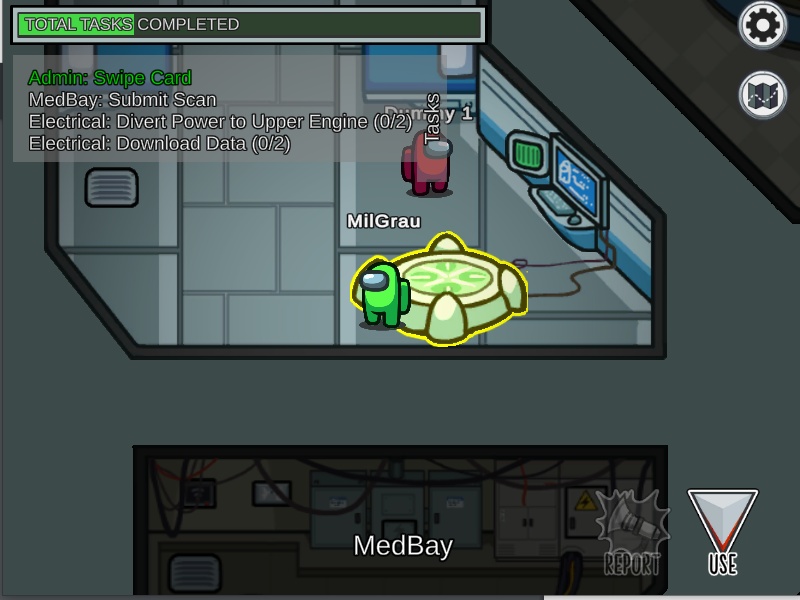 TOTAL TASKS COMPLETED
Admin: Swipe Card
MedBay: Submit Scan
Electrical: Divert Power to Upper Engine (0/2)
Electrical: Download Data (0/2)
Tasks
Dummy 1
MilGrau
MedBay
REPORT
USE